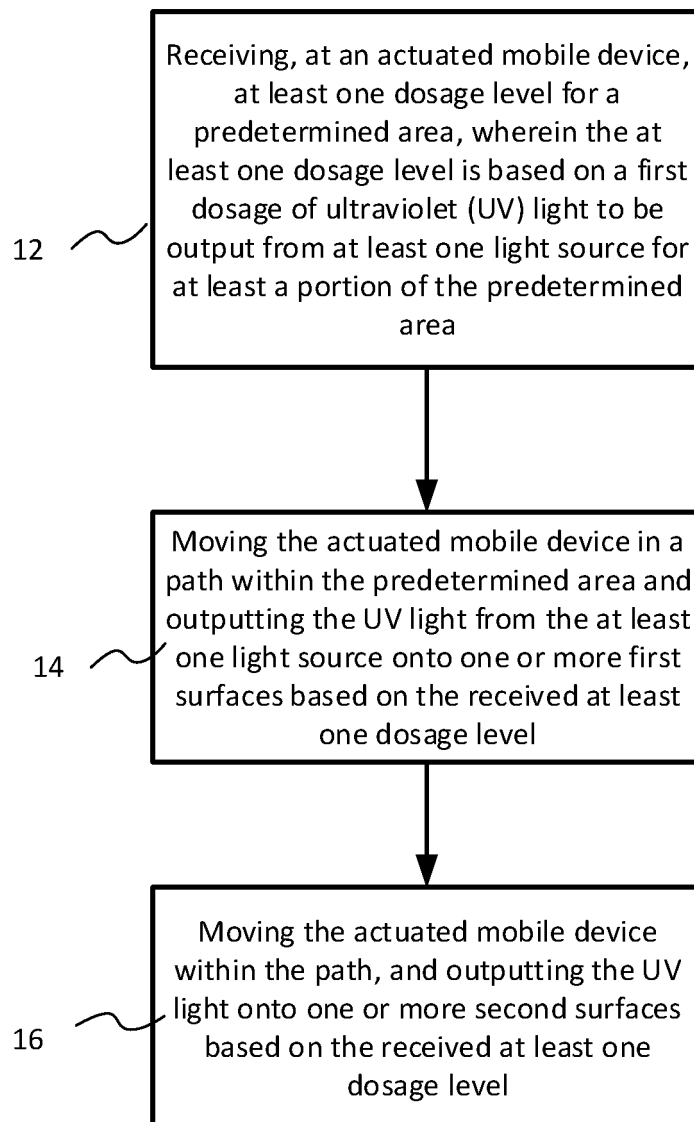 Receiving, at an actuated mobile device,
at least one dosage level for a
predetermined area, wherein the at
least one dosage level is based on a first
dosage of ultraviolet (UV) light to be
output from at least one light source for
at least a portion of the predetermined
area
12
Moving the actuated mobile device in a
path within the predetermined area and
outputting the UV light from the at least
one light source onto one or more first
surfaces based on the received at least
one dosage level
14
Moving the actuated mobile device
within the path, and outputting the UV
light onto one or more second surfaces
based on the received at least one
dosage level
16